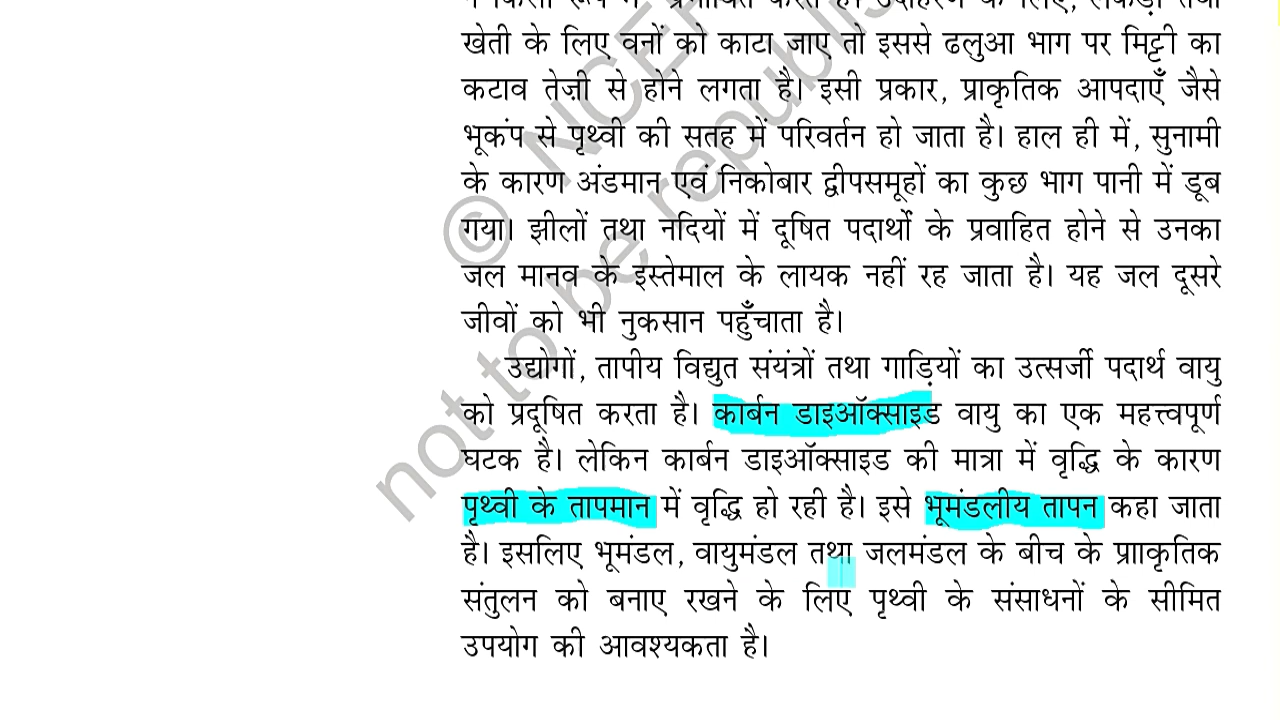 खेती के लिए वनों को काटा जाए तो इससे ढलुआ भाग पर मिट्टी का
कटाव तेज़ी से होने लगता है। इसी प्रकार, प्राकृतिक आपदाएँ जैसे
भूकंप से पृथ्वी की सतह में परिवर्तन हो जाता है। हाल ही में, सुनामी
के कारण अंडमान एवं निकोबार द्वीपसमूहों का कुछ भाग पानी में डूब
गया। झीलों तथा नदियों में दूषित पदार्थों के प्रवाहित होने से उनका
जल मानव के इस्तेमाल के लायक नहीं रह जाता है। यह जल दूसरे
जीवों को भी नुकसान पहुँचाता है।
उद्योगों, तापीय विद्युत संयंत्रों तथा गाड़ियों का उत्सर्जी पदार्थ वायु
को प्रदूषित करता है। कार्बन डाइऑक्साइड वायु का एक महत्त्वपूर्ण
घटक है। लेकिन कार्बन डाइऑक्साइड की मात्रा में वृद्धि के कारण
पृथ्वी के तापमान में वृद्धि हो रही है। इसे भूमंडलीय तापन कहा जाता
है। इसलिए भूमंडल, वायुमंडल तथा जलमंडल के बीच के प्रााकृतिक
संतुलन को बनाए रखने के लिए पृथ्वी के संसाधनों के सीमित
उपयोग की आवश्यकता है।
© NCER
not to be republis